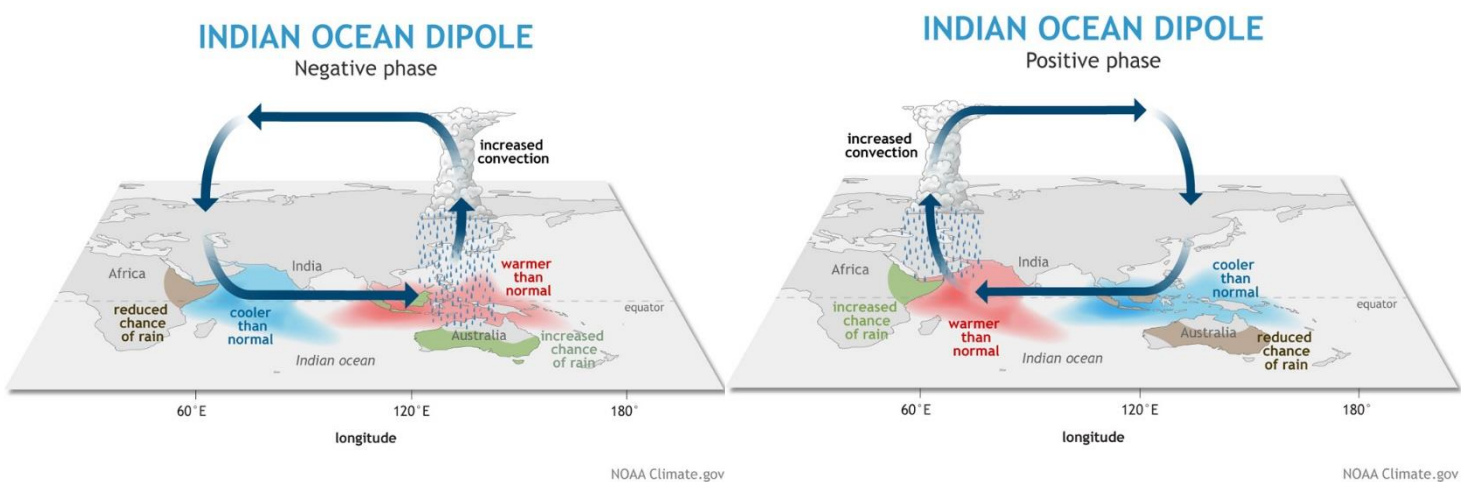 INDIAN OCEAN DIPOLE
Negative phase
increased
convection
Africa
India
warmer
than
normal
reduced
chance
of rain
cooler
than
normal
equator
Australia
increased
chance
of rain
Indian ocean
60°E
120°E
180°
longitude
NOAA Climate.gov
INDIAN OCEAN DIPOLE
Positive phase
increased
convection
Africa
India
cooler
than
normal
equator
increased
chance
of rain
warmer
than
normal
Australia
reduced
chance
of rain
Indian ocean
60°E
120°E
180°
longitude
NOAA Climate.gov